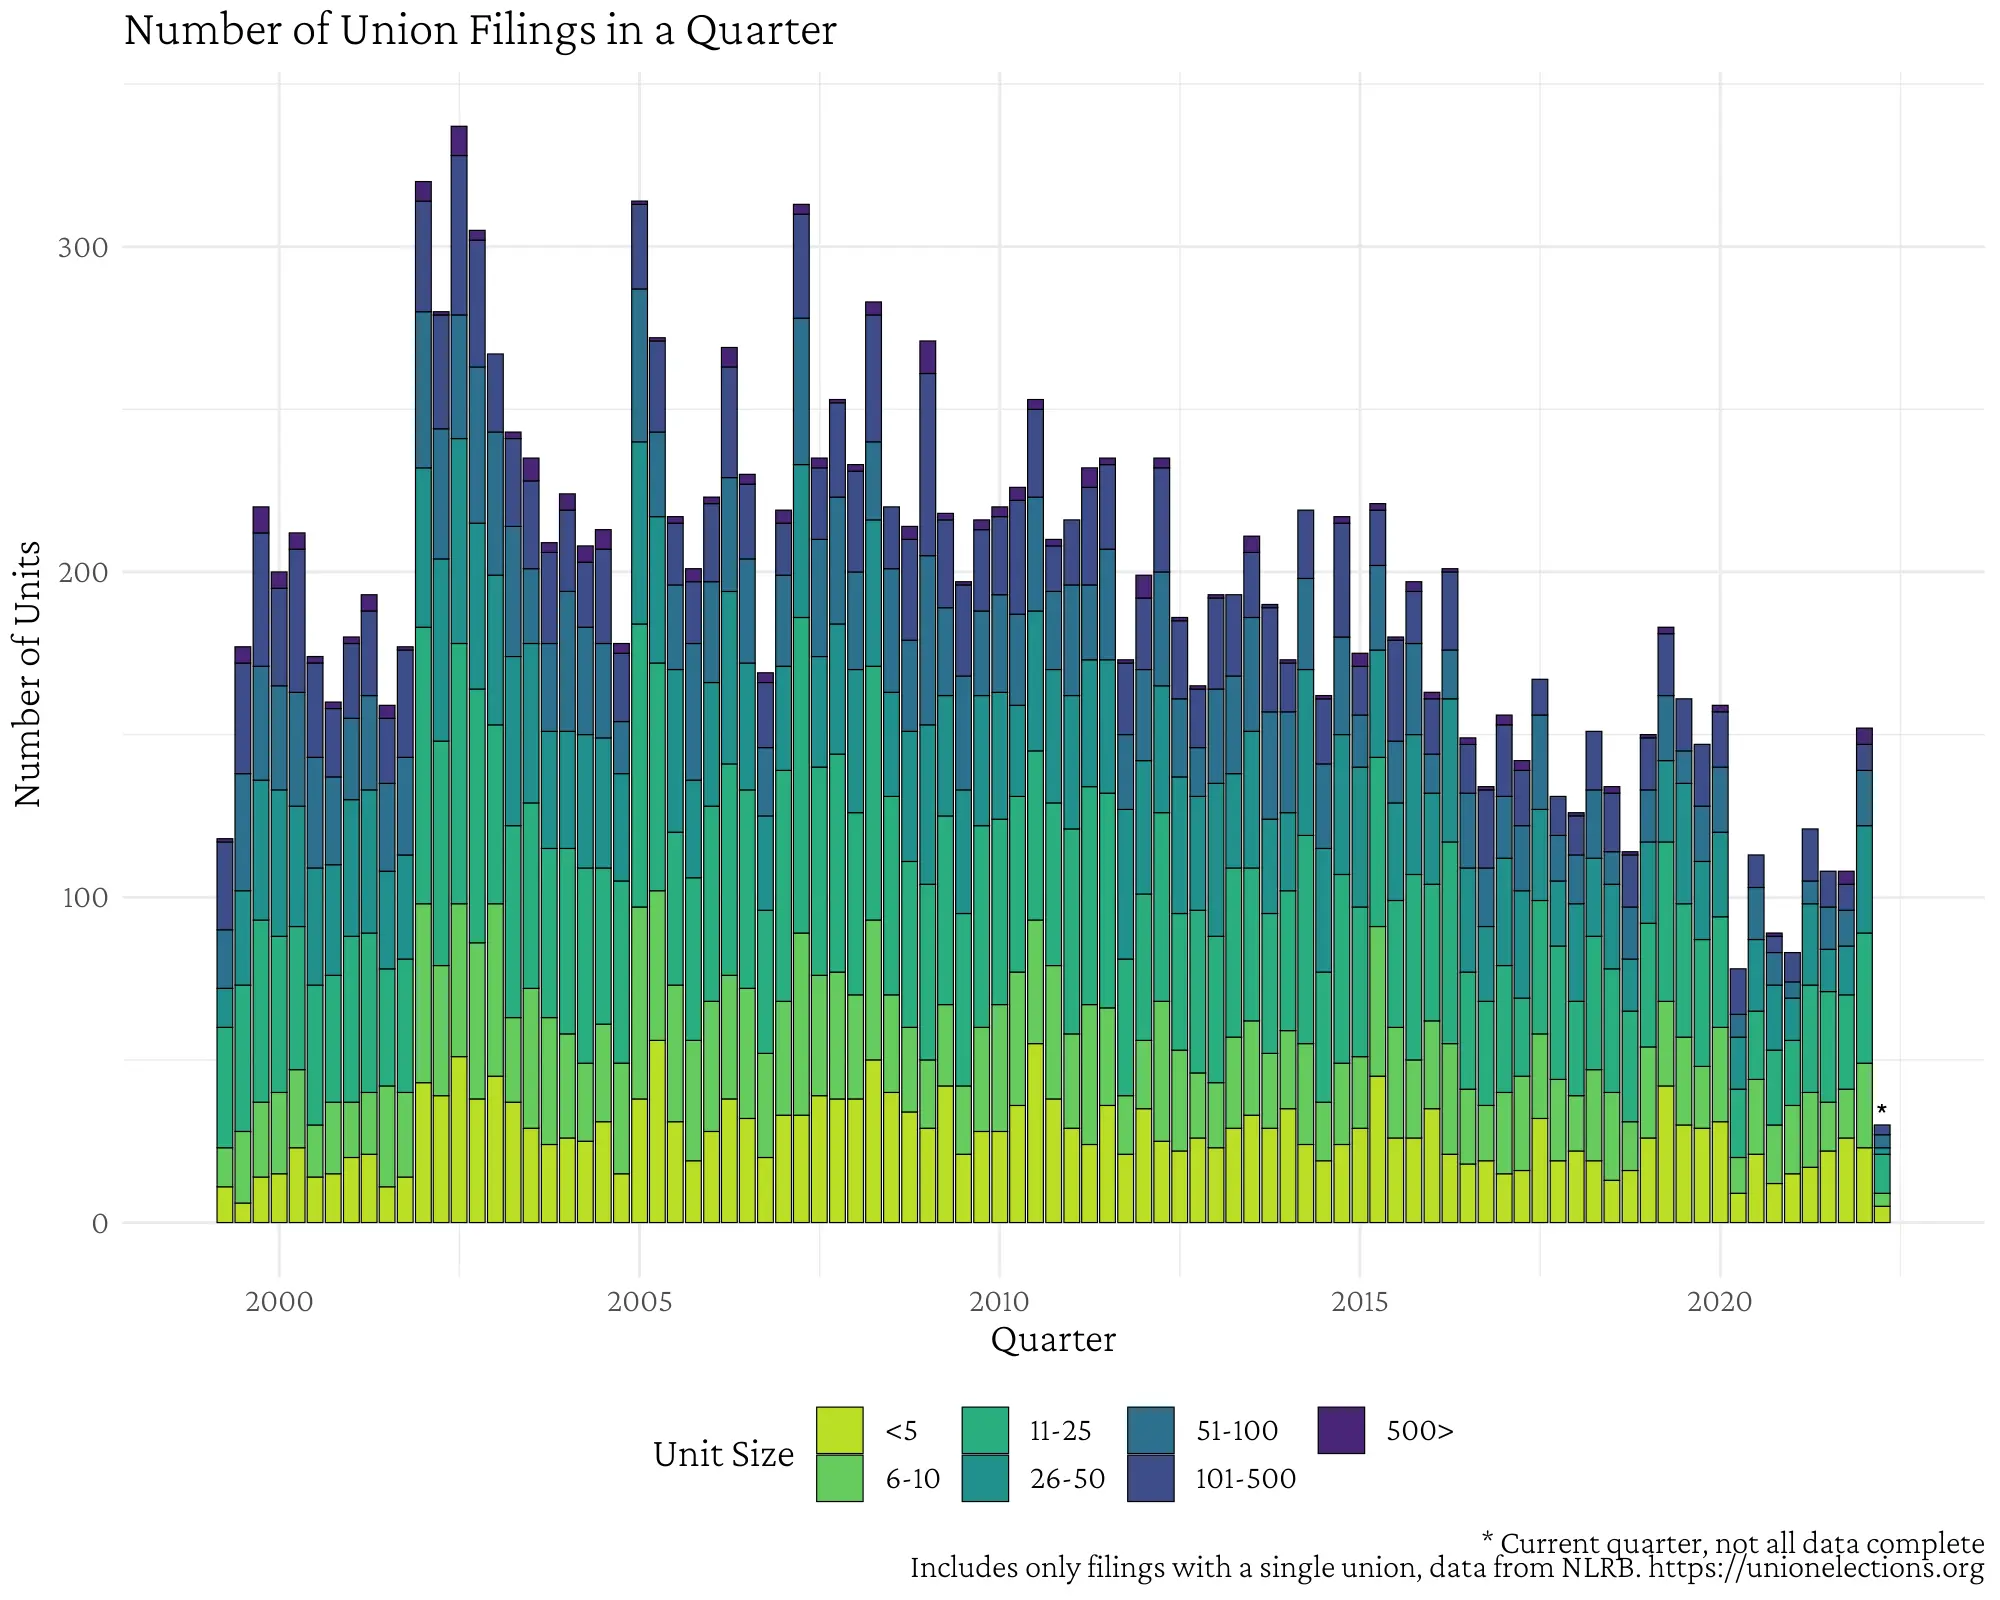 Number of Union Filings in a Quarter
Number of Units
300
200
100
0
*
2000 2005 2010 2015 2020
Quarter
Unit Size
<5 11-25 51-100 500>
6-10 26-50 101-500
* Current quarter, not all data complete
Includes only filings with a single union, data from NLRB. https://unionelections.org